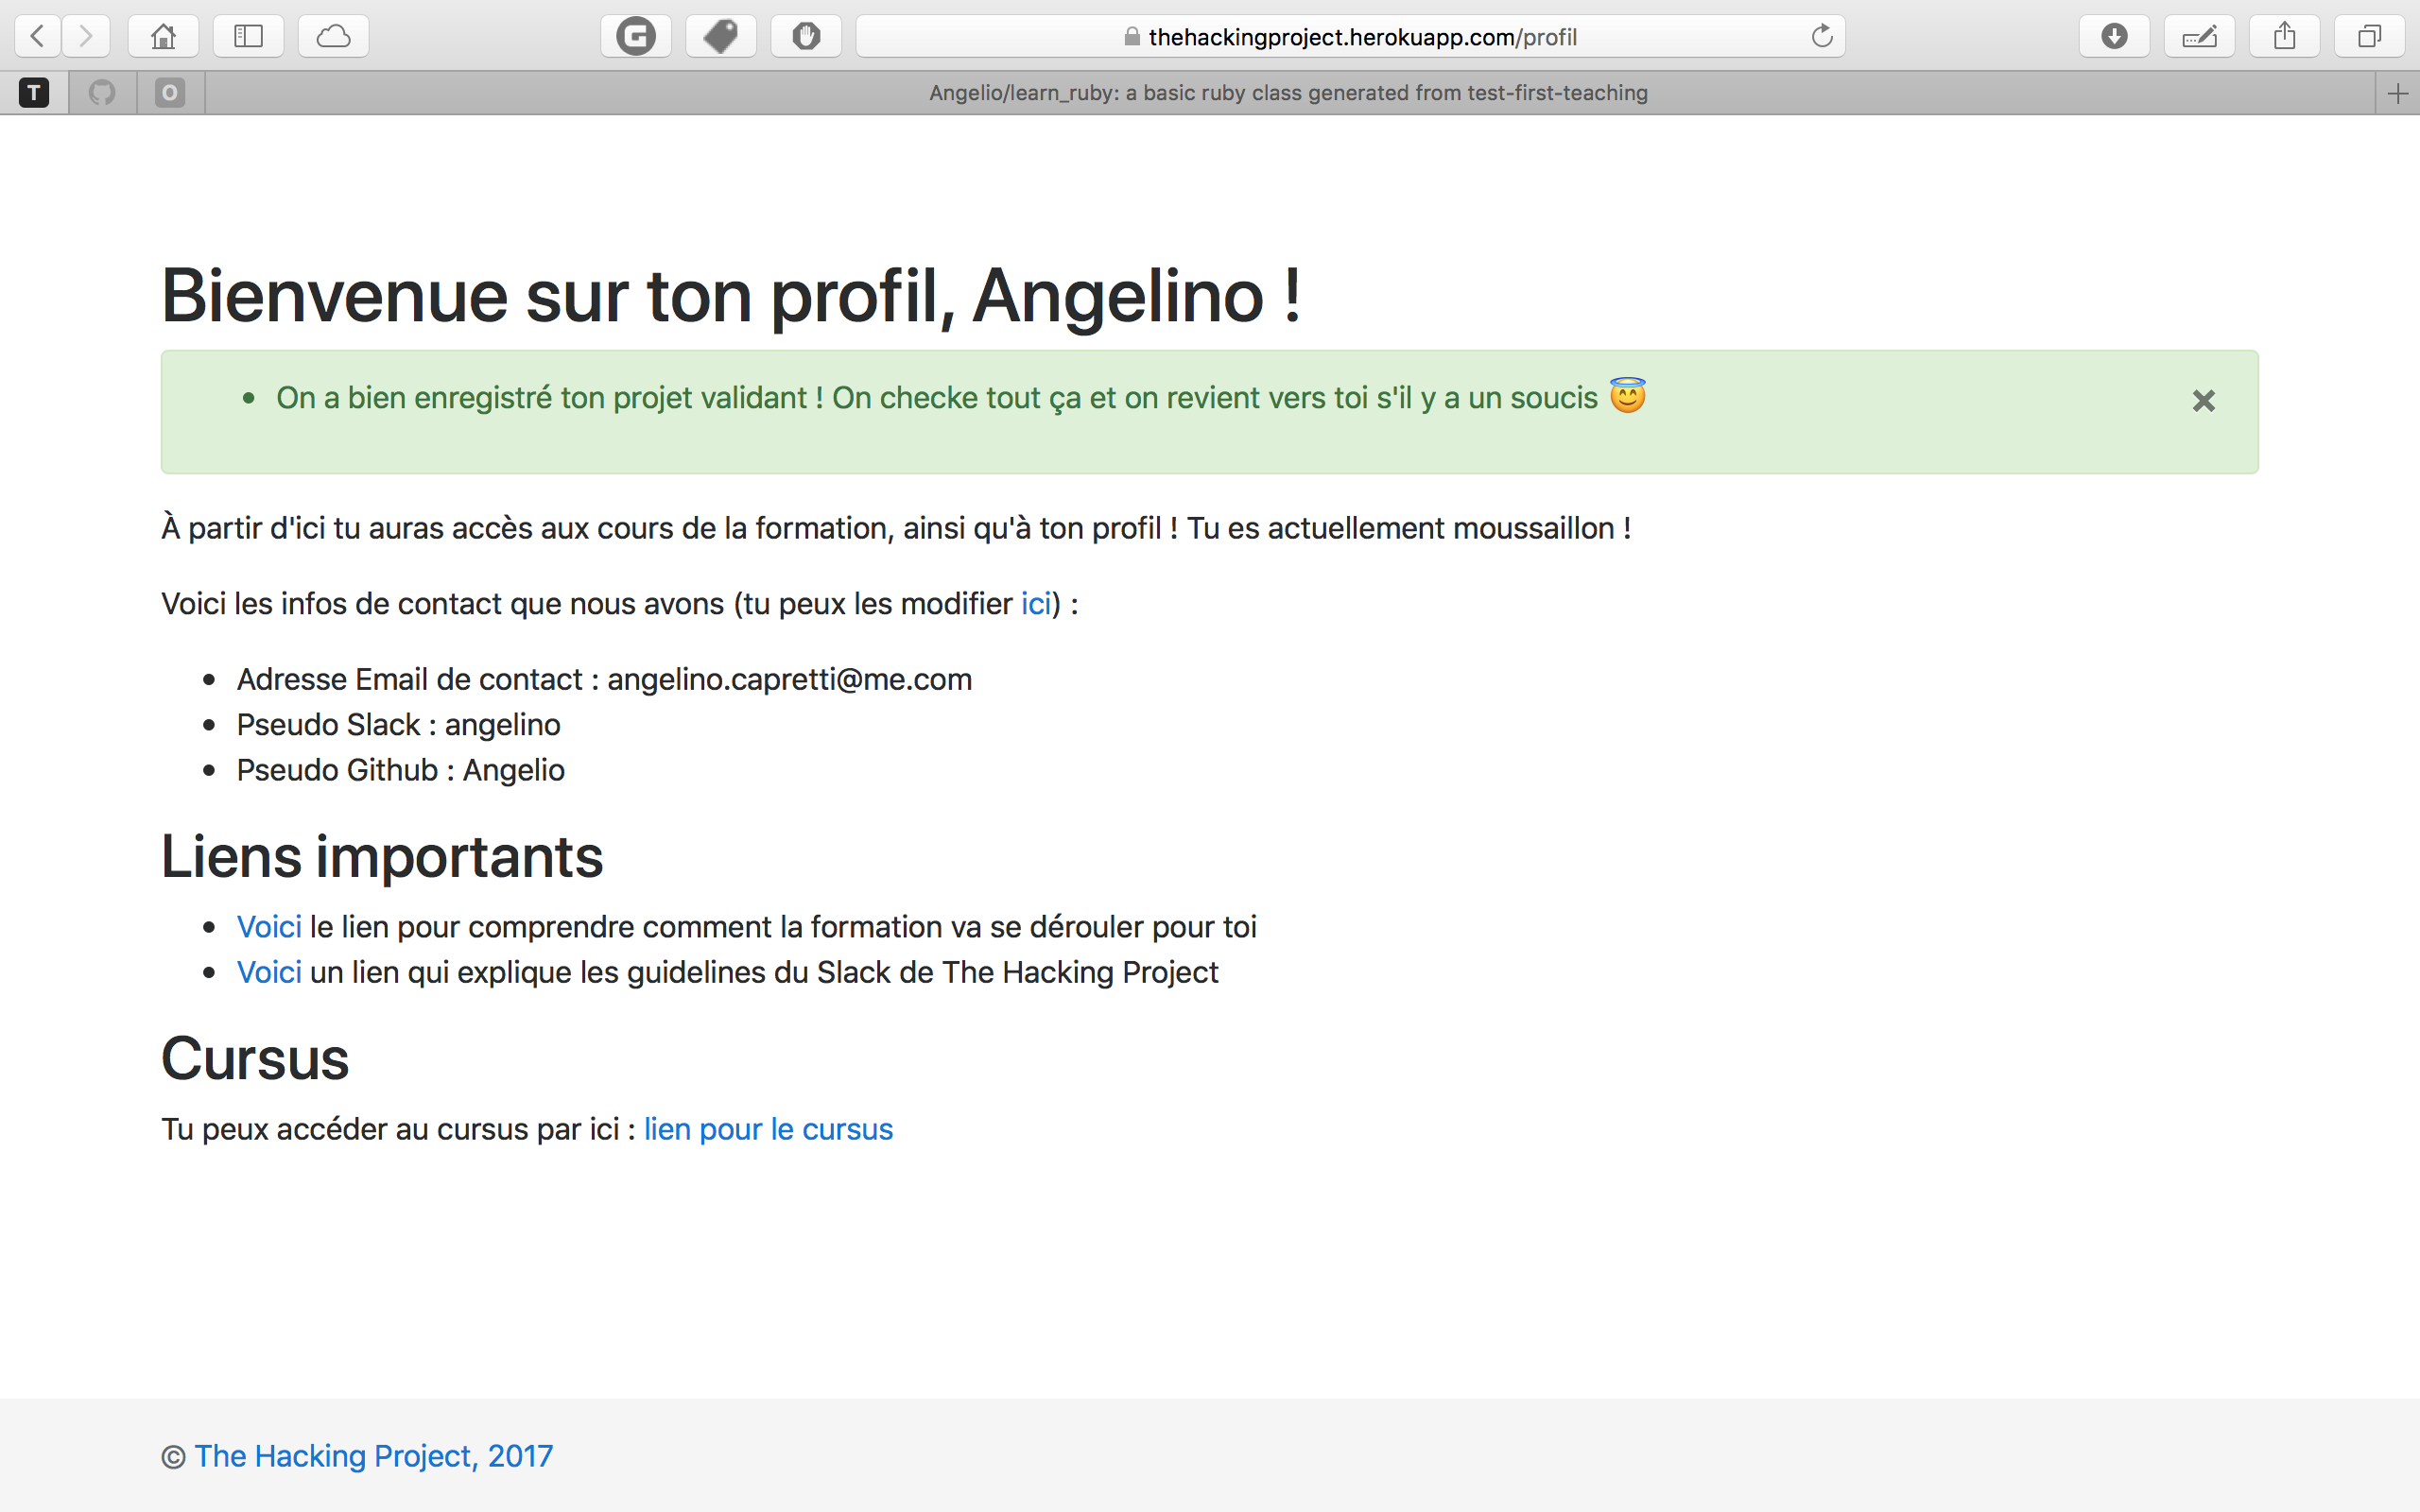 thehackingproject.herokuapp.com/profil
T
O
Angelio/learn_ruby: a basic ruby class generated from test-first-teaching
Bienvenue sur ton profil, Angelino !
• On a bien enregistré ton projet validant ! On checke tout ça et on revient vers toi s'il y a un soucis 😇
À partir d'ici tu auras accès aux cours de la formation, ainsi qu'à ton profil ! Tu es actuellement moussaillon !
Voici les infos de contact que nous avons (tu peux les modifier ici) :
• Adresse Email de contact : angelino.capretti@me.com
• Pseudo Slack : angelino
• Pseudo Github : Angelio
Liens importants
• Voici le lien pour comprendre comment la formation va se dérouler pour toi
• Voici un lien qui explique les guidelines du Slack de The Hacking Project
Cursus
Tu peux accéder au cursus par ici : lien pour le cursus
© The Hacking Project, 2017